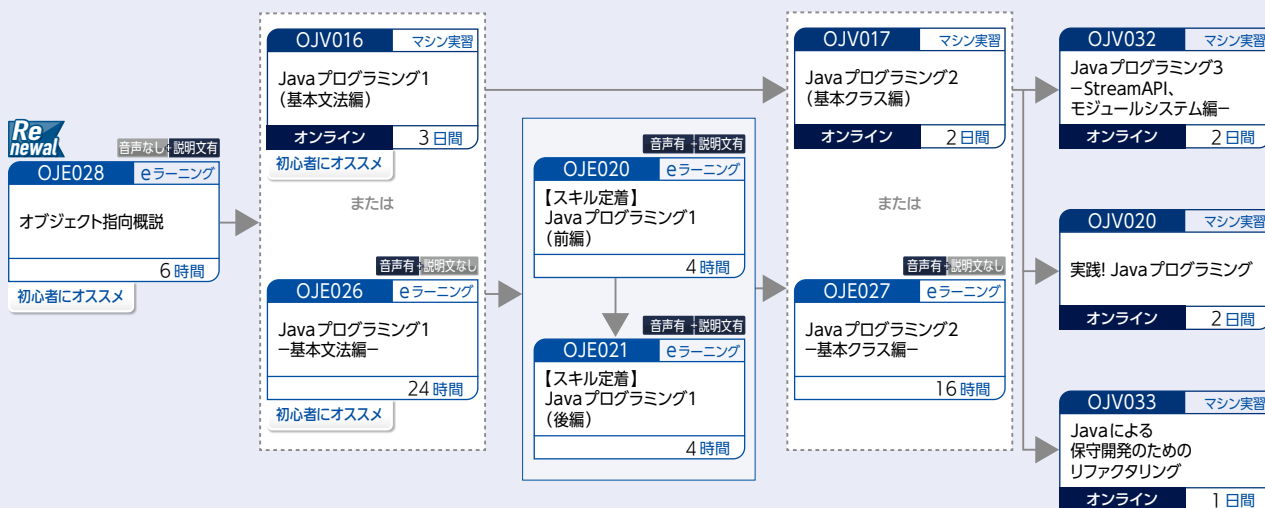 Re
newal
音声なし+説明文有
OJE028 eラーニング
オブジェクト指向概説
6時間
初心者にオススメ
OJV016 マシン実習
Javaプログラミング1
（基本文法編）
オンライン 3日間
初心者にオススメ
または
音声有+説明文なし
OJE026 eラーニング
Javaプログラミング1
−基本文法編−
24時間
初心者にオススメ
音声有+説明文有
OJE020 eラーニング
【スキル定着】
Javaプログラミング1
（前編）
4時間
音声有+説明文有
OJE021 eラーニング
【スキル定着】
Javaプログラミング1
（後編）
4時間
OJV017 マシン実習
Javaプログラミング2
（基本クラス編）
オンライン 2日間
または
音声有+説明文なし
OJE027 eラーニング
Javaプログラミング2
−基本クラス編−
16時間
OJV032 マシン実習
Javaプログラミング3
−StreamAPI、
モジュールシステム編−
オンライン 2日間
OJV020 マシン実習
実践! Javaプログラミング
オンライン 2日間
OJV033 マシン実習
Javaによる
保守開発のための
リファクタリング
オンライン 1日間